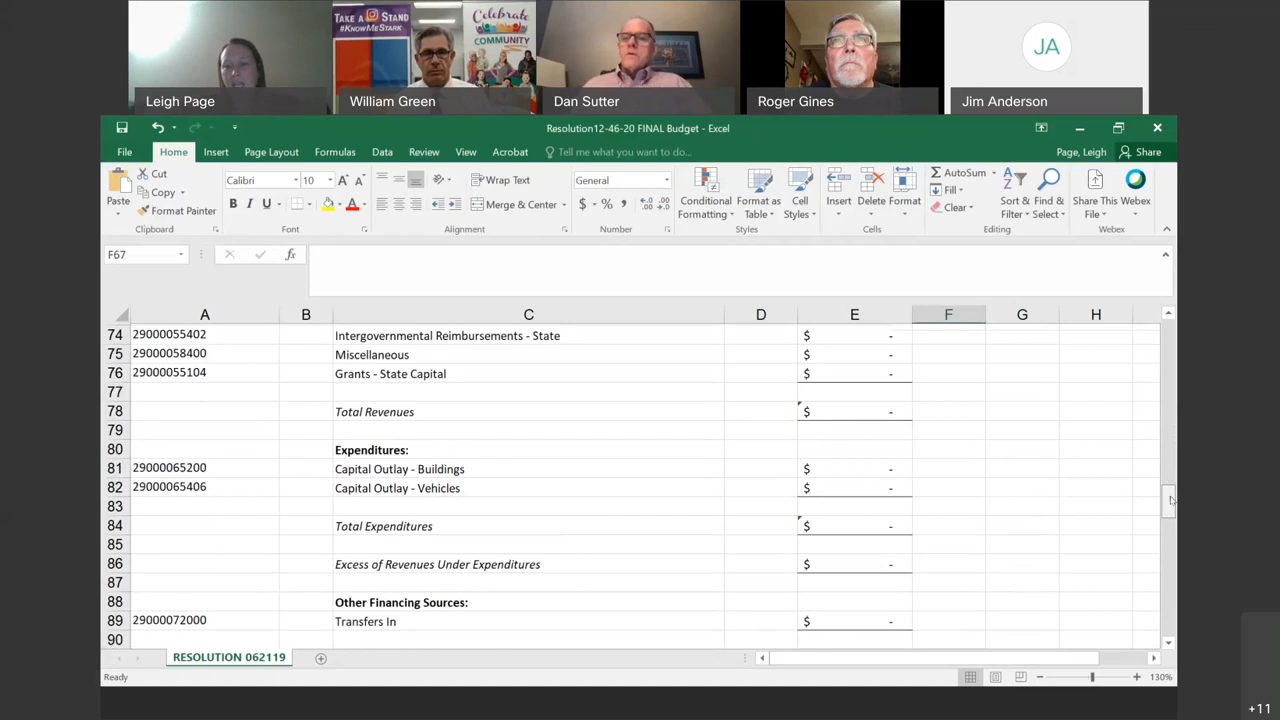 TAKE A STAND
#KNOWMESTARK
Celebrate
COMMUNITY
JA
Leigh Page
William Green
Dan Sutter
Roger Gines
Jim Anderson
Resolution12-46-20 FINAL Budget - Excel
File Home Insert Page Layout Formulas Data Review View Acrobat Tell me what you want to do... Page, Leigh Share
Paste
Cut
Copy
Format Painter
Clipboard
Calibri 10
B I U
Font
Wrap Text
Merge & Center
Alignment
General
$ % ,
Number
Conditional Formatting
Format as Table
Cell Styles
Styles
Insert
Delete
Format
Cells
AutoSum
Fill
Clear
Sort & Filter
Find & Select
Editing
Share This File
Webex
Webex
F67 fx
A B C D E F G H
74 29000055402 Intergovernmental Reimbursements - State $ -
75 29000058400 Miscellaneous $ -
76 29000055104 Grants - State Capital $ -
77
78 Total Revenues $ -
79
80 Expenditures:
81 29000065200 Capital Outlay - Buildings $ -
82 29000065406 Capital Outlay - Vehicles $ -
83
84 Total Expenditures $ -
85
86 Excess of Revenues Under Expenditures $ -
87
88 Other Financing Sources:
89 29000072000 Transfers In $ -
90
RESOLUTION 062119
Ready 130%
+11